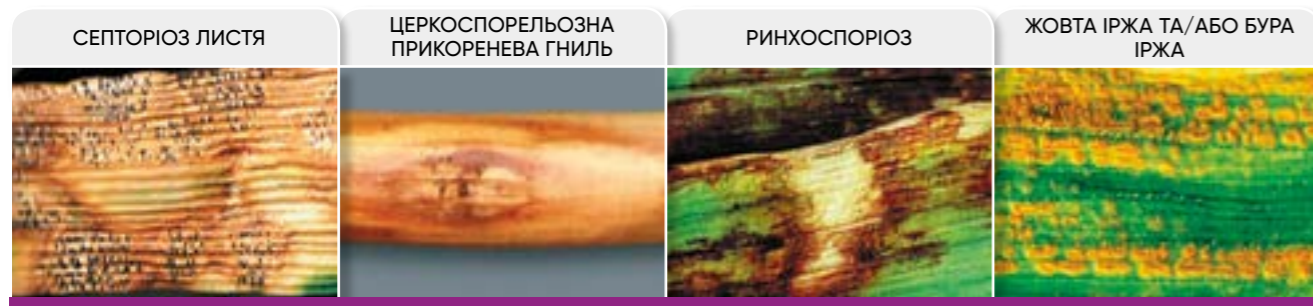 СЕПТОРІОЗ ЛИСТЯ
ЦЕРКОСПОРЕЛЬОЗНА
ПРИКОРЕНЕВА ГНИЛЬ
РИНХОСПОРІОЗ
ЖОВТА ІРЖА ТА/АБО БУРА
ІРЖА